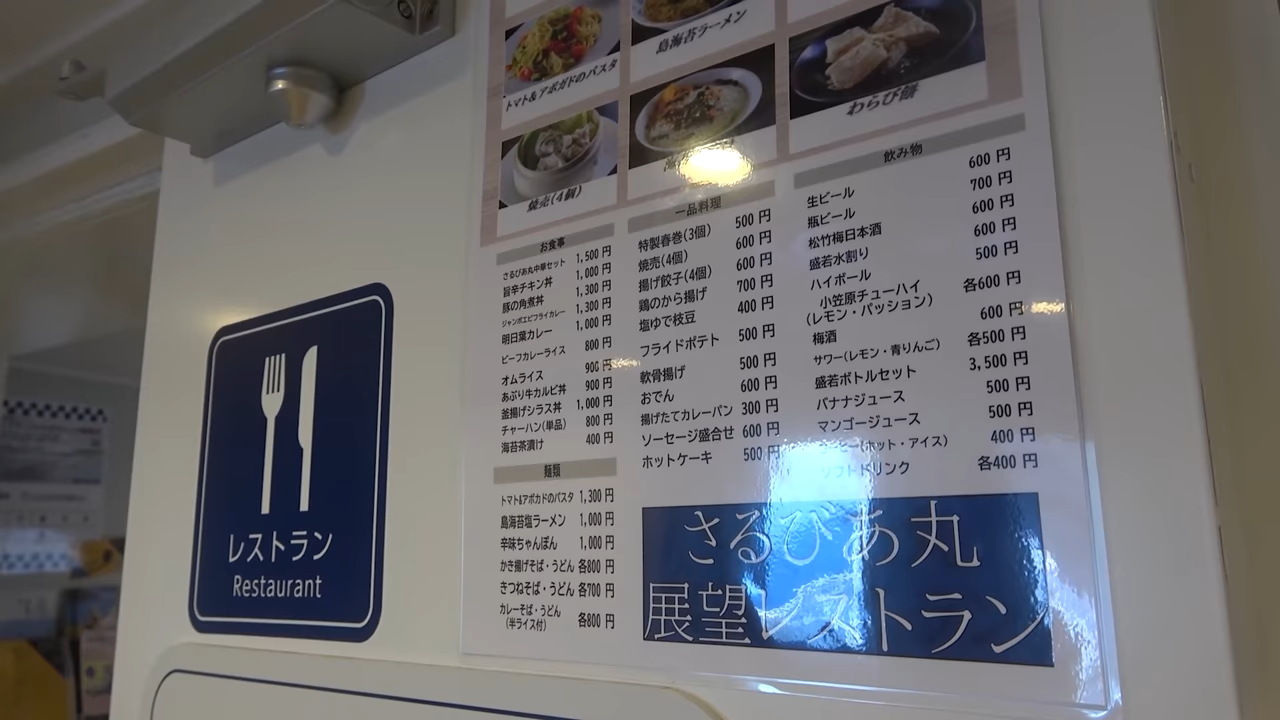 トマト&アボガドのパスタ
島海苔ラーメン
焼売(4個)
わらび餅
お食事
さるびあ丸中華セット 1,500円
旨辛チキン丼 1,000円
豚の角煮丼 1,300円
ジャンボエビフライカレー 1,300円
明日葉カレー 1,000円
ビーフカレーライス 800円
オムライス 900円
あぶり牛カルビ丼 900円
釜揚げシラス丼 1,000円
チャーハン(単品) 800円
海苔茶漬け 400円
麺類
トマト&アボカドのパスタ 1,300円
島海苔塩ラーメン 1,000円
辛味ちゃんぽん 1,000円
かき揚げそば・うどん 各800円
きつねそば・うどん 各700円
カレーそば・うどん
(半ライス付) 各800円
一品料理
特製春巻(3個) 500円
焼売(4個) 600円
揚げ餃子(4個) 600円
鶏のから揚げ 700円
塩ゆで枝豆 400円
フライドポテト 500円
軟骨揚げ 500円
おでん 600円
揚げたてカレーパン 300円
ソーセージ盛合せ 600円
ホットケーキ 500円
飲み物
生ビール 600円
瓶ビール 700円
松竹梅日本酒 600円
盛若水割り 600円
ハイボール 500円
小笠原チューハイ
(レモン・パッション) 各600円
梅酒 600円
サワー(レモン・青りんご) 各500円
盛若ボトルセット 3,500円
バナナジュース 500円
マンゴージュース 500円
(ホット・アイス) 400円
ソフトドリンク 各400円
さるびあ丸
展望レストラン
レストラン
Restaurant